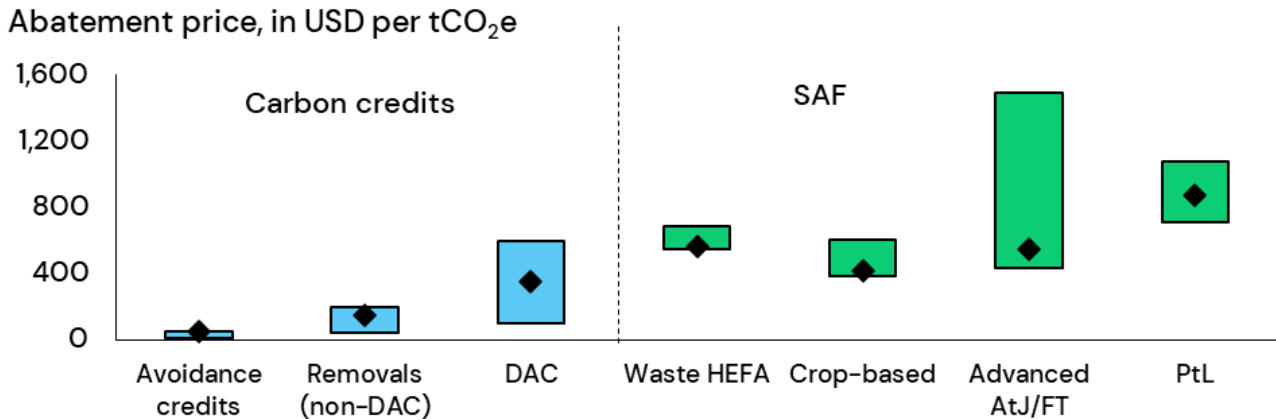 Abatement price, in USD per tCO₂e
1,600
1,200
800
400
0
Carbon credits
SAF
Avoidance
credits
Removals
(non-DAC)
DAC
Waste HEFA
Crop-based
Advanced
AtJ/FT
PtL